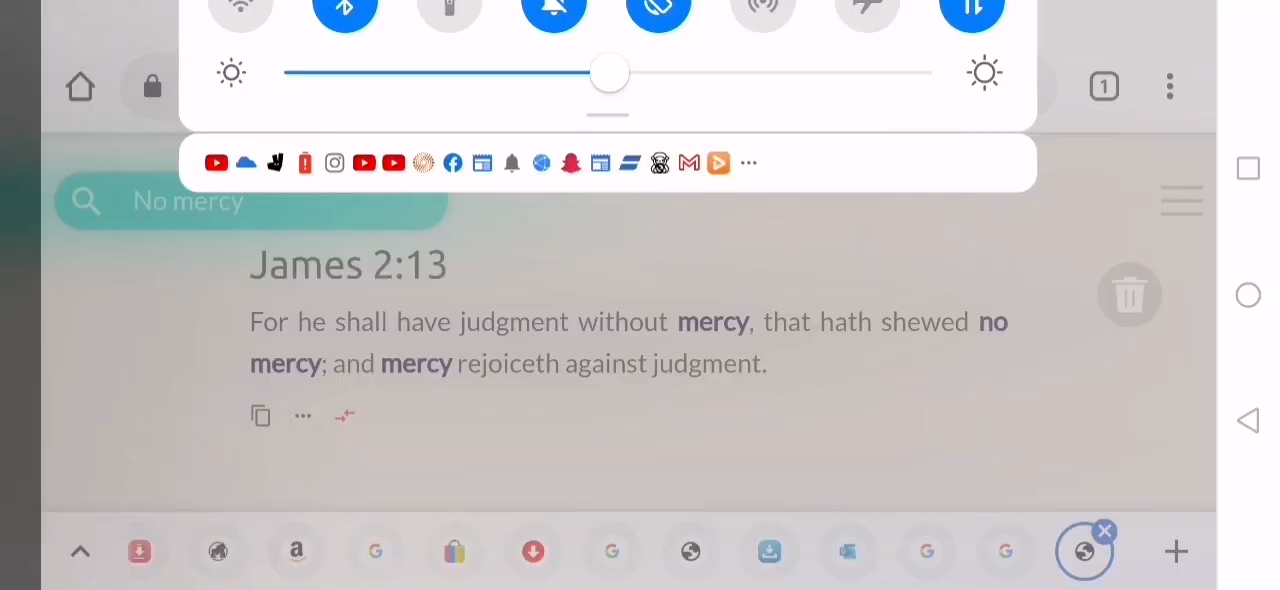 1
No mercy
James 2:13
For he shall have judgment without mercy, that hath shewed no
mercy; and mercy rejoiceth against judgment.